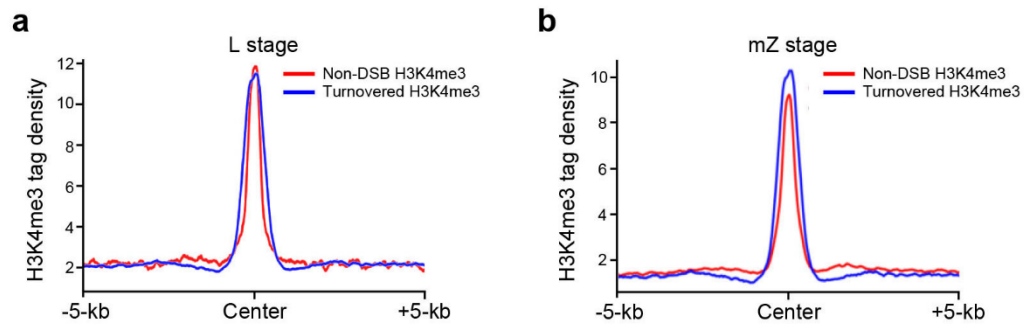 a
L stage
H3K4me3 tag density
12
10
8
6
4
2
Non-DSB H3K4me3
Turnovered H3K4me3
-5-kb
Center
+5-kb
b
mZ stage
H3K4me3 tag density
10
8
6
4
2
Non-DSB H3K4me3
Turnovered H3K4me3
-5-kb
Center
+5-kb